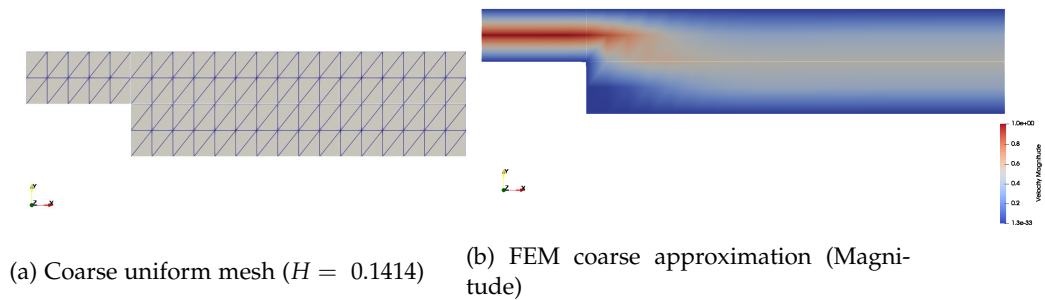 1.0e+00
0.8
0.6
0.4
0.2
1.3e-33
Velocity Magnitude
Y
Z
X
Y
Z
X
(a) Coarse uniform mesh (H = 0.1414)
(b) FEM coarse approximation (Magni-
tude)